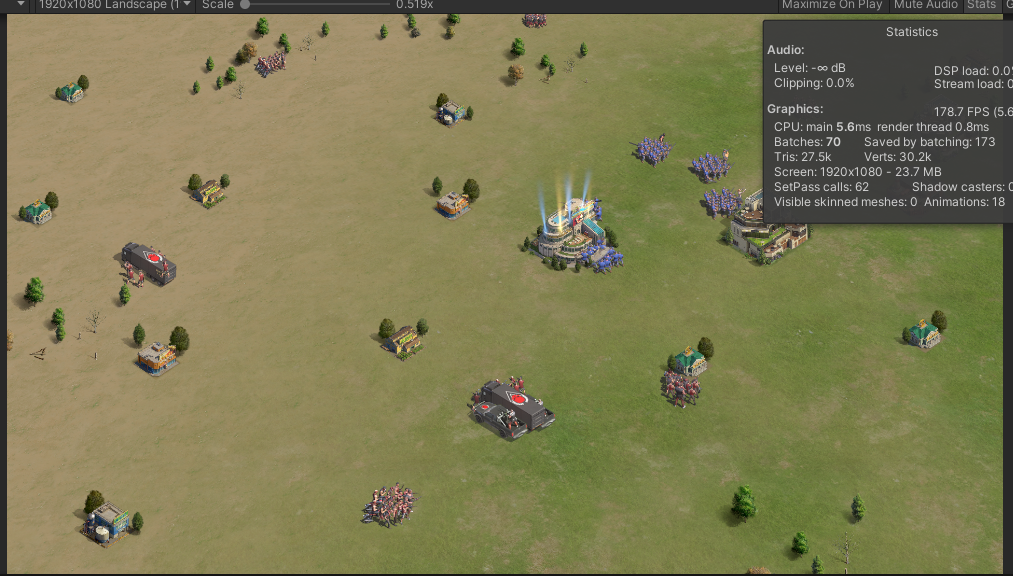 1920x1080 Landscape (1 Scale 0.519x Maximize On Play Mute Audio Stats G
Statistics
Audio:
Level: -∞ dB DSP load: 0.0
Clipping: 0.0% Stream load: 0
Graphics: 178.7 FPS (5.6
CPU: main 5.6ms render thread 0.8ms
Batches: 70 Saved by batching: 173
Tris: 27.5k Verts: 30.2k
Screen: 1920x1080 - 23.7 MB
SetPass calls: 62 Shadow casters: 0
Visible skinned meshes: 0 Animations: 18